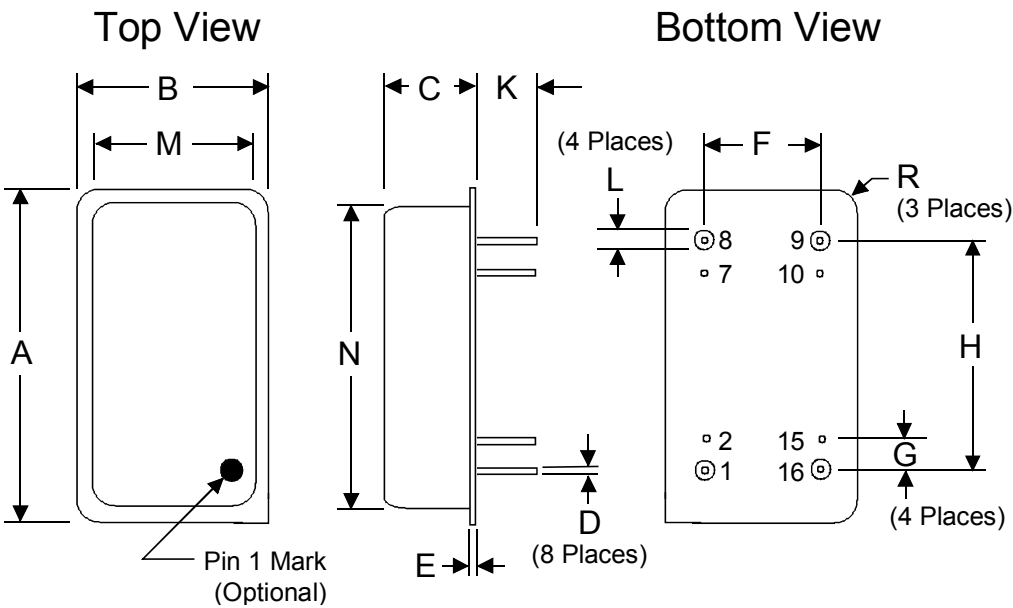 Top View
Bottom View
B
C
K
M
(4 Places)
F
L
R
(3 Places)
8
9
7
10
A
N
H
2
15
G
1
16
D
(8 Places)
(4 Places)
E
Pin 1 Mark
(Optional)